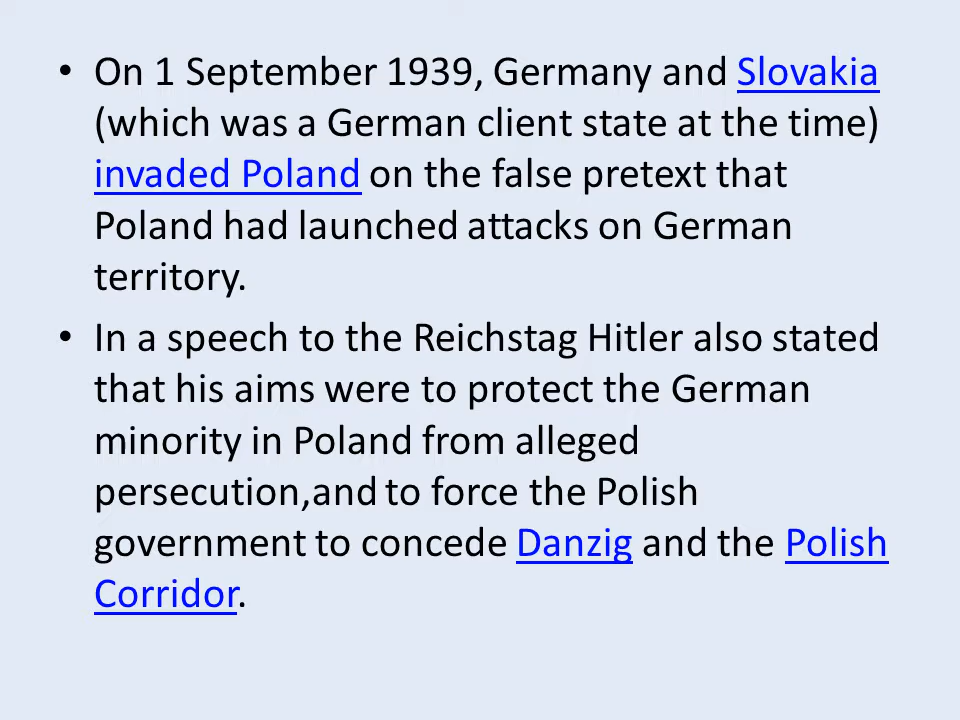 • On 1 September 1939, Germany and Slovakia
(which was a German client state at the time)
invaded Poland on the false pretext that
Poland had launched attacks on German
territory.
• In a speech to the Reichstag Hitler also stated
that his aims were to protect the German
minority in Poland from alleged
persecution,and to force the Polish
government to concede Danzig and the Polish
Corridor.